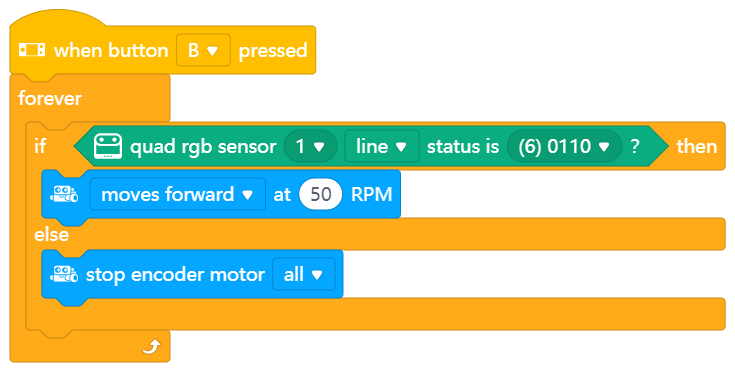 when button B pressed
forever
if quad rgb sensor 1 line status is (6) 0110 ? then
moves forward at 50 RPM
else
stop encoder motor all